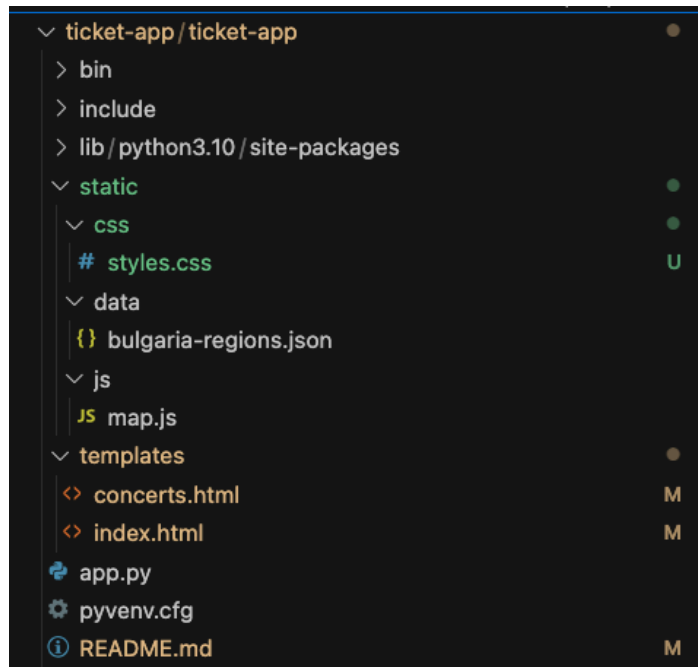 ticket-app/ticket-app
bin
include
lib/python3.10/site-packages
static
css
# styles.css U
data
{} bulgaria-regions.json
js
JS map.js
templates
<> concerts.html M
<> index.html M
app.py
pyvenv.cfg
README.md M